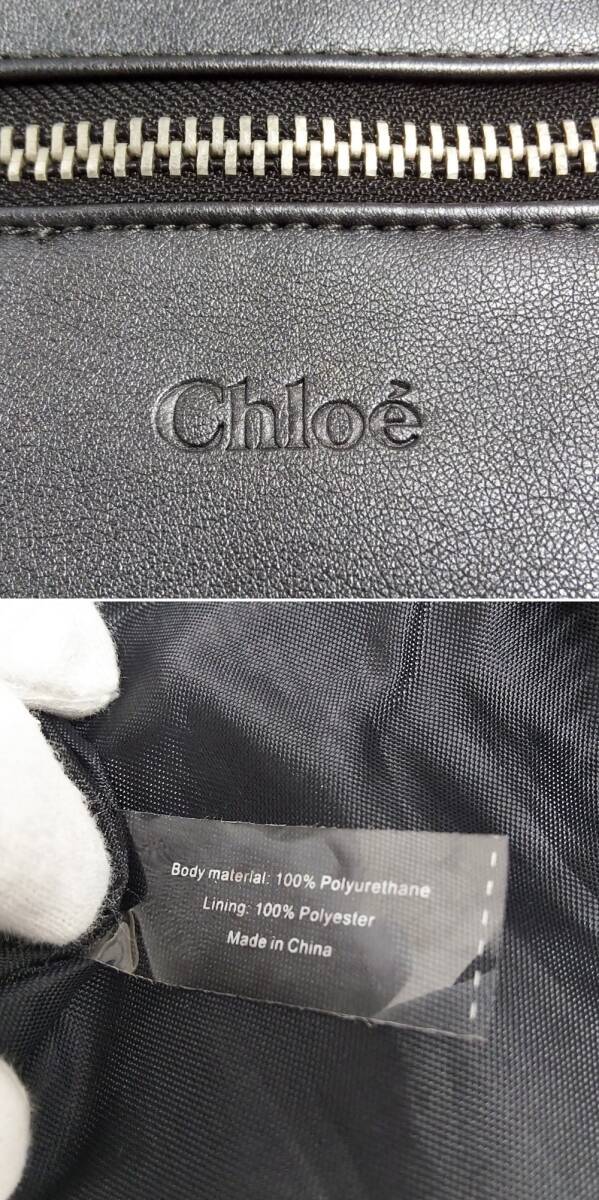 Chloé
Body material: 100% Polyurethane
Lining: 100% Polyester
Made in China